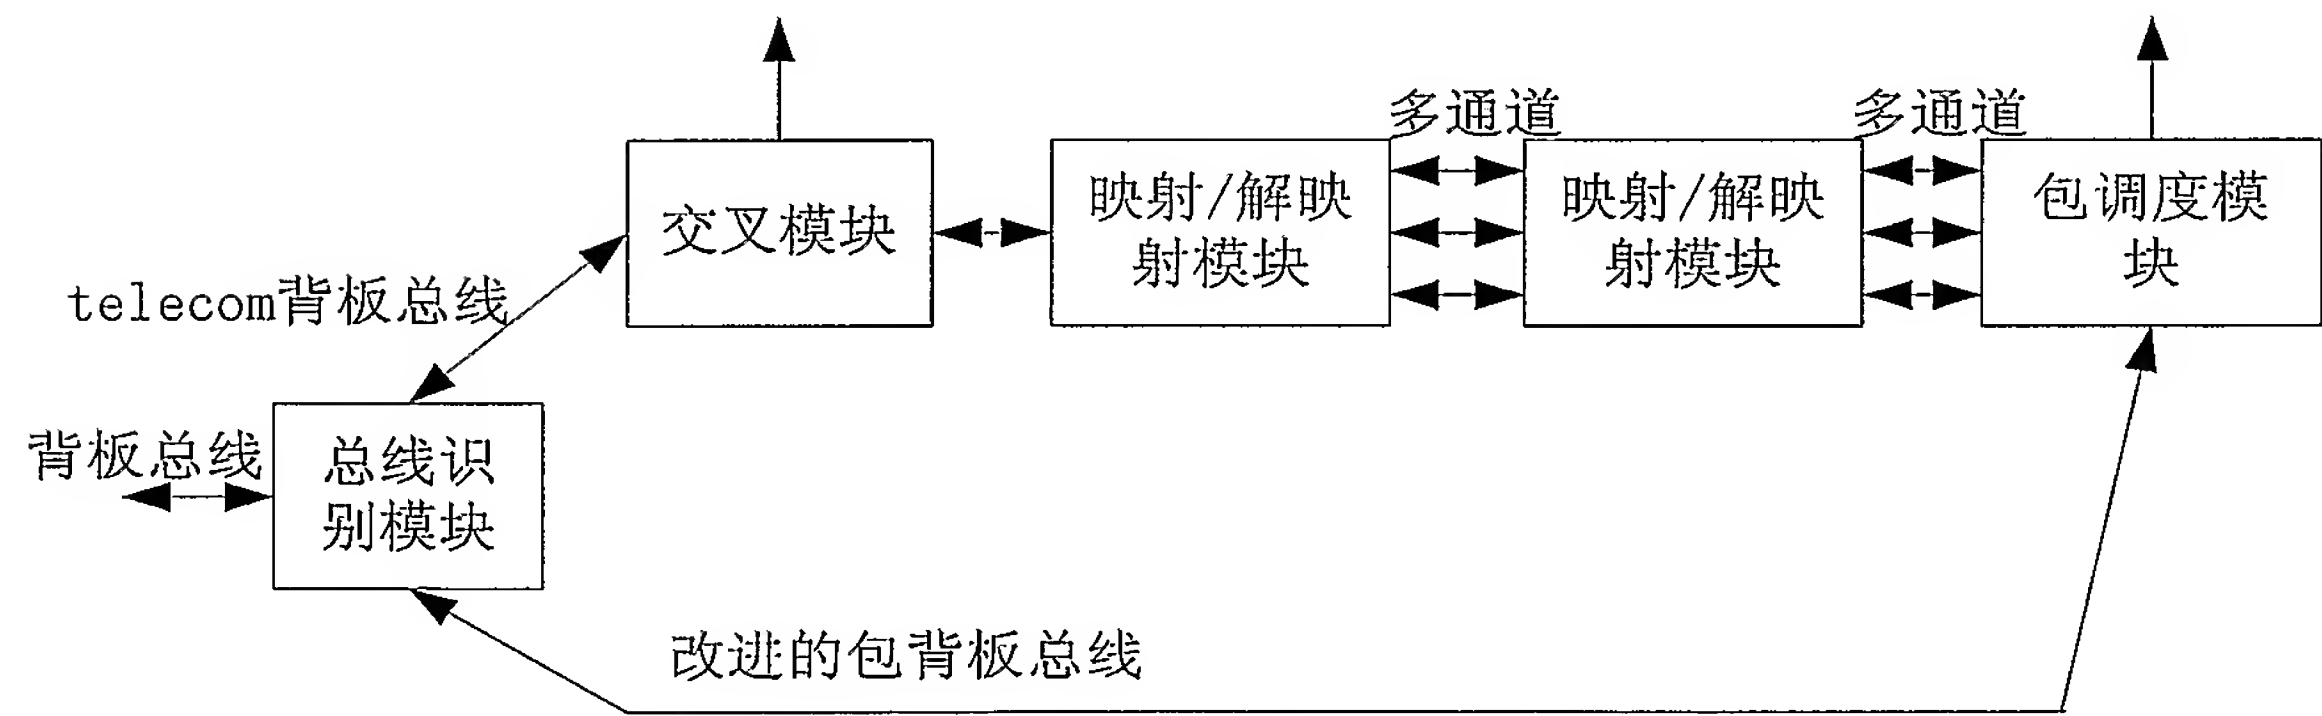 多通道
多通道
交叉模块
映射/解映
射模块
映射/解映
射模块
包调度模
块
telecom背板总线
背板总线
总线识
别模块
改进的包背板总线